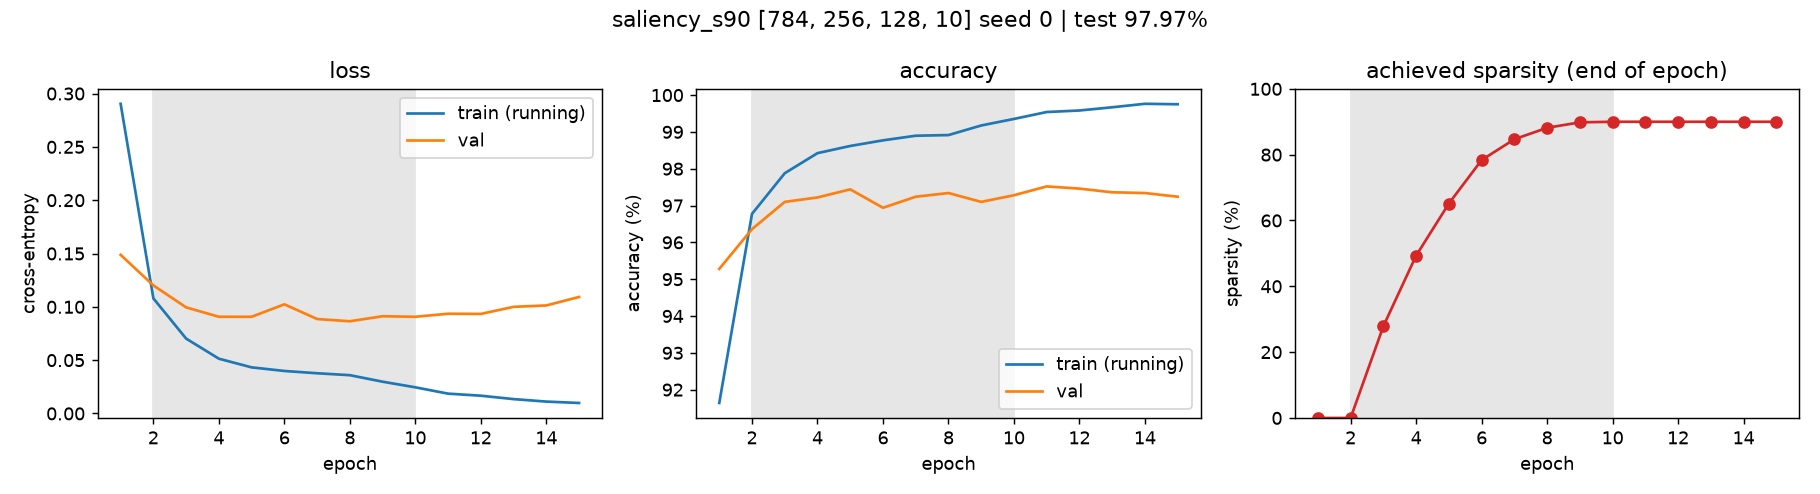 saliency_s90 [784, 256, 128, 10] seed 0 | test 97.97%
loss
cross-entropy
0.30
0.25
0.20
0.15
0.10
0.05
0.00
train (running)
val
2 4 6 8 10 12 14
epoch
accuracy
accuracy (%)
100
99
98
97
96
95
94
93
92
train (running)
val
2 4 6 8 10 12 14
epoch
achieved sparsity (end of epoch)
sparsity (%)
100
80
60
40
20
0
2 4 6 8 10 12 14
epoch